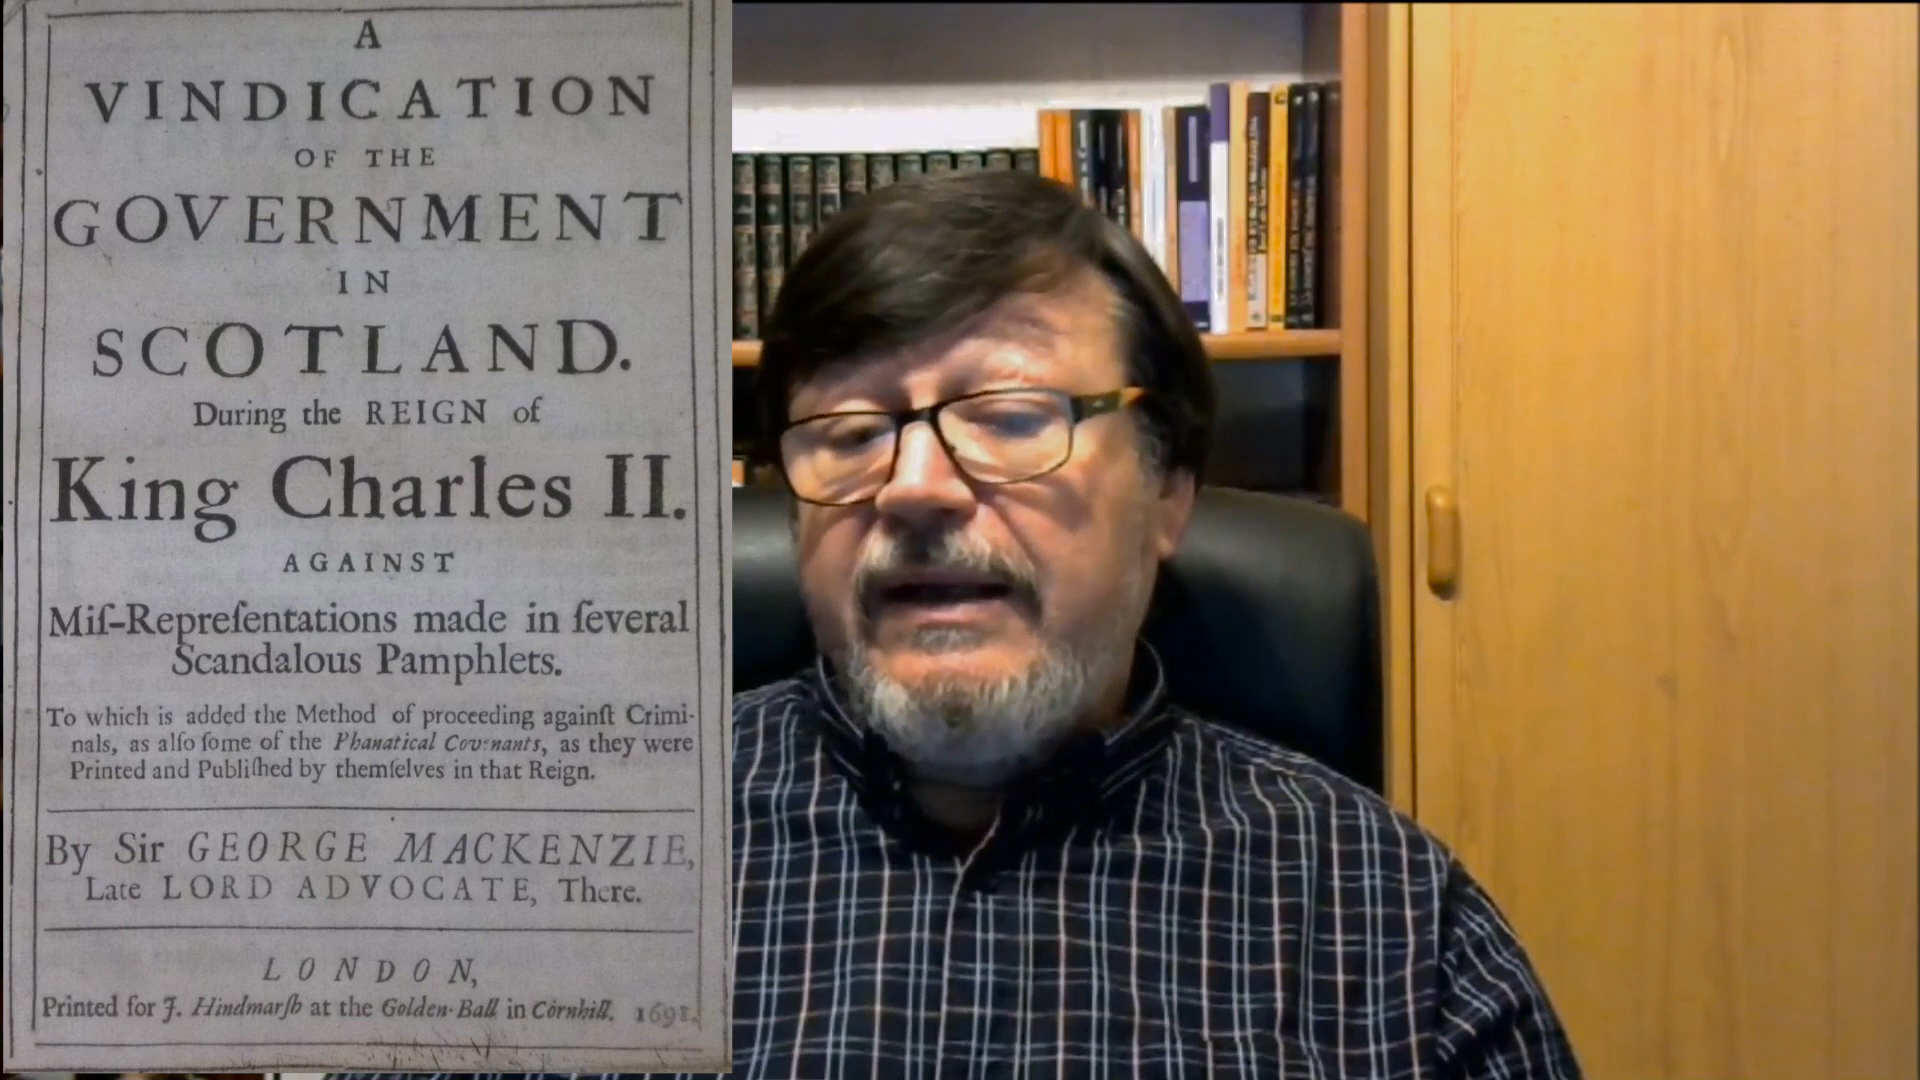 A
VINDICATION
OF THE
GOVERNMENT
IN
SCOTLAND.
During the REIGN of
King Charles II.
AGAINST
Miſ-Repreſentations made in ſeveral
Scandalous Pamphlets.
To which is added the Method of proceeding againſt Crimi-
nals, as alſo ſome of the Phanatical Covenants, as they were
Printed and Publiſhed by themſelves in that Reign.
By Sir GEORGE MACKENZIE,
Late LORD ADVOCATE, There.
LONDON,
Printed for J. Hindmarſh at the Golden-Ball in Cornhill. 1691.